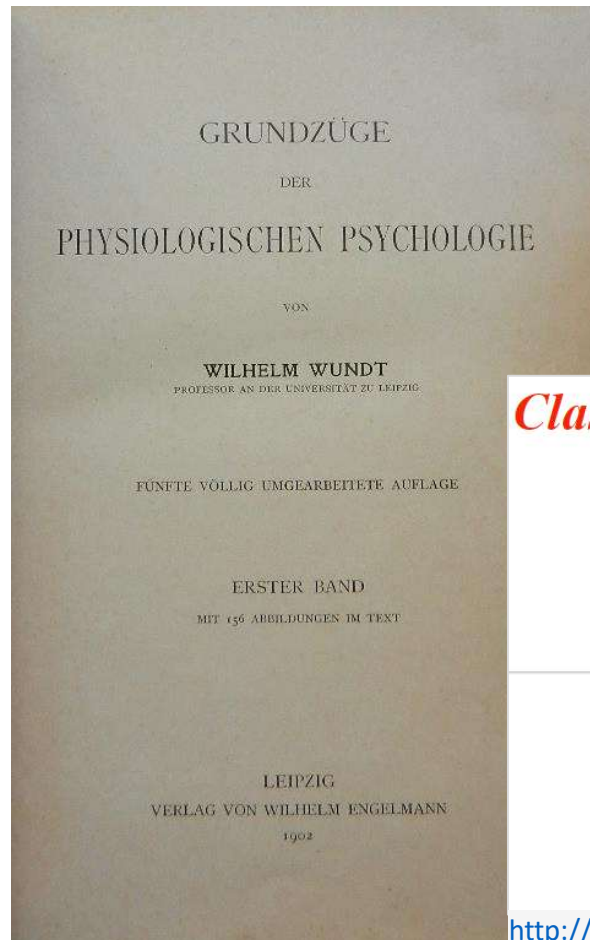 GRUNDZÜGE
DER
PHYSIOLOGISCHEN PSYCHOLOGIE
VON
WILHELM WUNDT
PROFESSOR AN DER UNIVERSITÄT ZU LEIPZIG
FÜNFTE VÖLLIG UMGEARBEITETE AUFLAGE
ERSTER BAND
MIT 156 ABBILDUNGEN IM TEXT
LEIPZIG
VERLAG VON WILHELM ENGELMANN
1902
http://